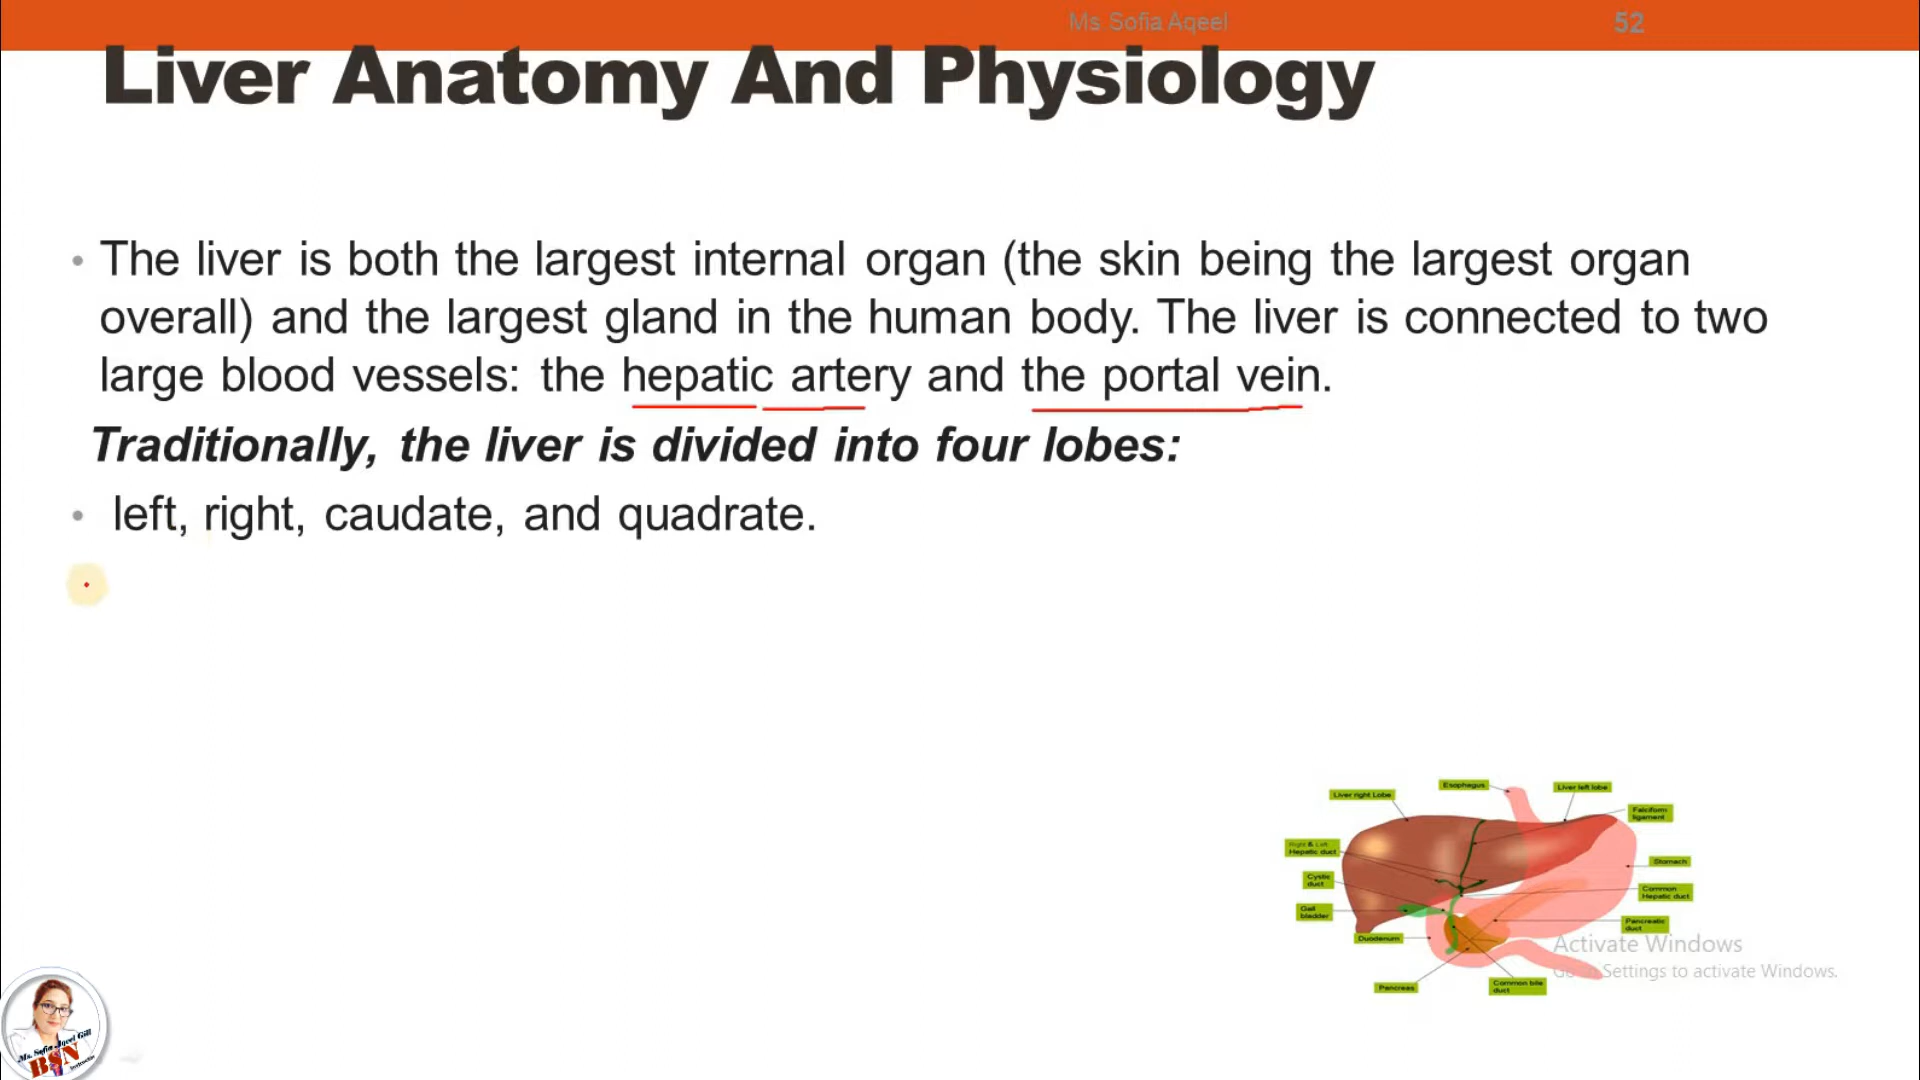 Ms. Sofia Aqeel
52
Liver Anatomy And Physiology
• The liver is both the largest internal organ (the skin being the largest organ
overall) and the largest gland in the human body. The liver is connected to two
large blood vessels: the hepatic artery and the portal vein.
Traditionally, the liver is divided into four lobes:
• left, right, caudate, and quadrate.
Esophagus
Liver left lobe
Liver right Lobe
Falciform
ligament
Right & Left
Hepatic duct
Stomach
Cystic
duct
Common
Hepatic duct
Gall
bladder
Pancreatic
duct
Duodenum
Activate Windows
Settings to activate Windows.
Pancreas
Common bile
duct
Ms. Sofia Aqeel Gill
BSN